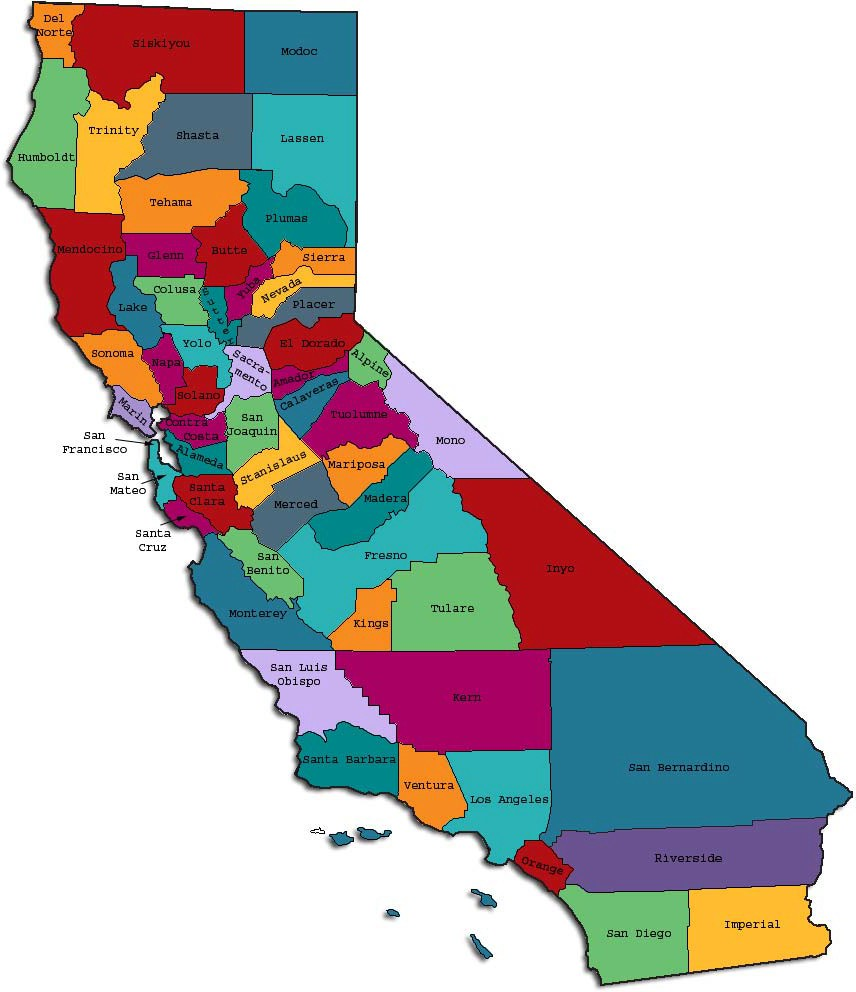 Del
Norte
Siskiyou
Modoc
Trinity
Shasta
Lassen
Humboldt
Tehama
Plumas
Mendocino
Glenn
Butte
Sierra
Colusa
Sutter
Yuba
Nevada
Lake
Placer
Sonoma
Napa
Yolo
Sacra-
mento
El Dorado
Alpine
Amador
Solano
Calaveras
Marin
Contra
Costa
San
Joaquin
Tuolumne
Mono
San
Francisco
Alameda
Stanislaus
Mariposa
San
Mateo
Santa
Clara
Merced
Madera
Santa
Cruz
San
Benito
Fresno
Inyo
Monterey
Kings
Tulare
San Luis
Obispo
Kern
Santa Barbara
Ventura
Los Angeles
San Bernardino
Orange
Riverside
San Diego
Imperial